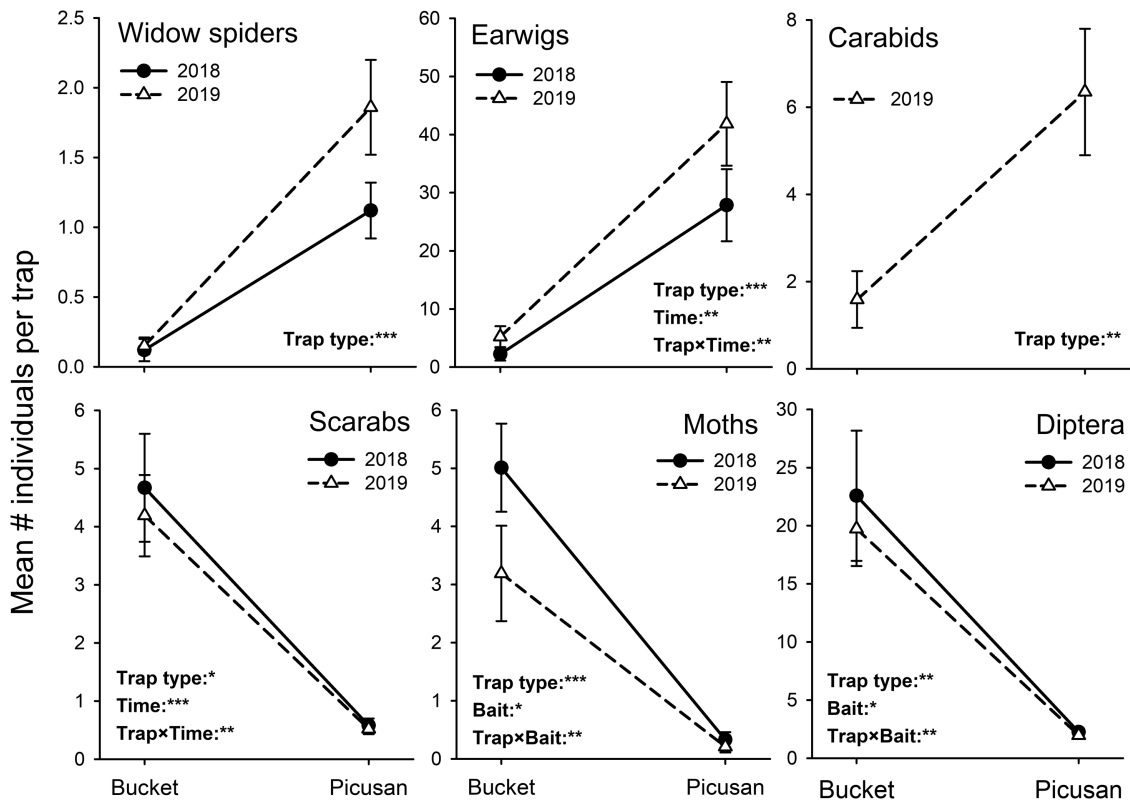 Mean # individuals per trap
Widow spiders
2018
2019
2.5
2.0
1.5
1.0
0.5
0.0
Trap type:***
Earwigs
2018
2019
60
50
40
30
20
10
0
Trap type:***
Time:**
Trap×Time:**
Carabids
2019
8
6
4
2
0
Trap type:**
Scarabs
2018
2019
6
5
4
3
2
1
0
Trap type:*
Time:***
Trap×Time:**
Bucket
Picusan
Moths
2018
2019
6
5
4
3
2
1
0
Trap type:***
Bait:*
Trap×Bait:**
Bucket
Picusan
Diptera
2018
2019
30
25
20
15
10
5
0
Trap type:**
Bait:*
Trap×Bait:**
Bucket
Picusan